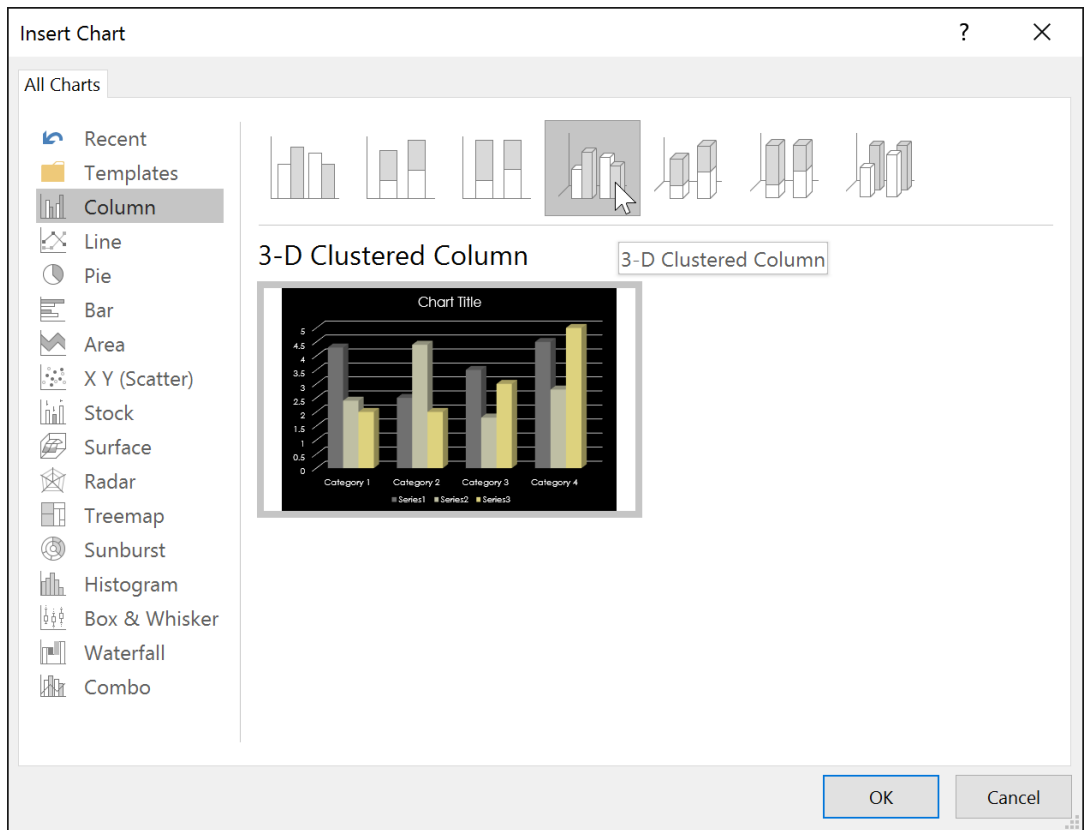 Insert Chart
?
All Charts
Recent
Templates
Column
Line
Pie
Bar
Area
X Y (Scatter)
Stock
Surface
Radar
Treemap
Sunburst
Histogram
Box & Whisker
Waterfall
Combo
3-D Clustered Column
3-D Clustered Column
Chart Title
5
4.5
4
3.5
3
2.5
2
1.5
1
0.5
0
Category 1 Category 2 Category 3 Category 4
Series1 Series2 Series3
OK Cancel